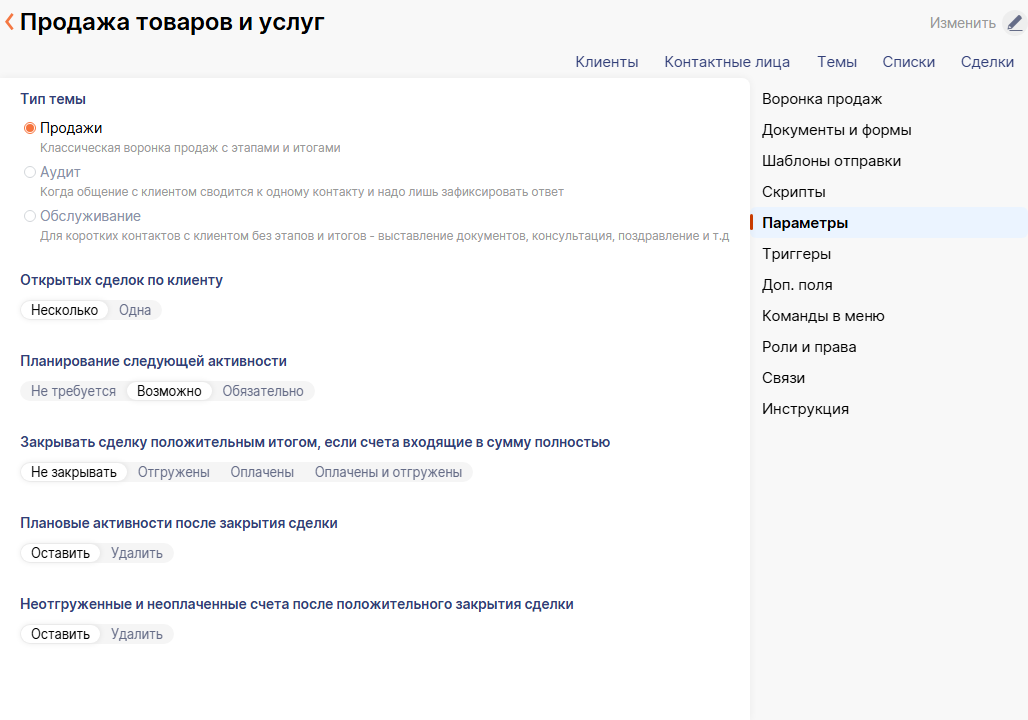 Продажа товаров и услуг
Изменить
Клиенты Контактные лица Темы Списки Сделки
Тип темы
Продажи
Классическая воронка продаж с этапами и итогами
Аудит
Когда общение с клиентом сводится к одному контакту и надо лишь зафиксировать ответ
Обслуживание
Для коротких контактов с клиентом без этапов и итогов - выставление документов, консультация, поздравление и т.д
Открытых сделок по клиенту
Несколько Одна
Планирование следующей активности
Не требуется Возможно Обязательно
Закрывать сделку положительным итогом, если счета входящие в сумму полностью
Не закрывать Отгружены Оплачены Оплачены и отгружены
Плановые активности после закрытия сделки
Оставить Удалить
Неотгруженные и неоплаченные счета после положительного закрытия сделки
Оставить Удалить
Воронка продаж
Документы и формы
Шаблоны отправки
Скрипты
Параметры
Триггеры
Доп. поля
Команды в меню
Роли и права
Связи
Инструкция